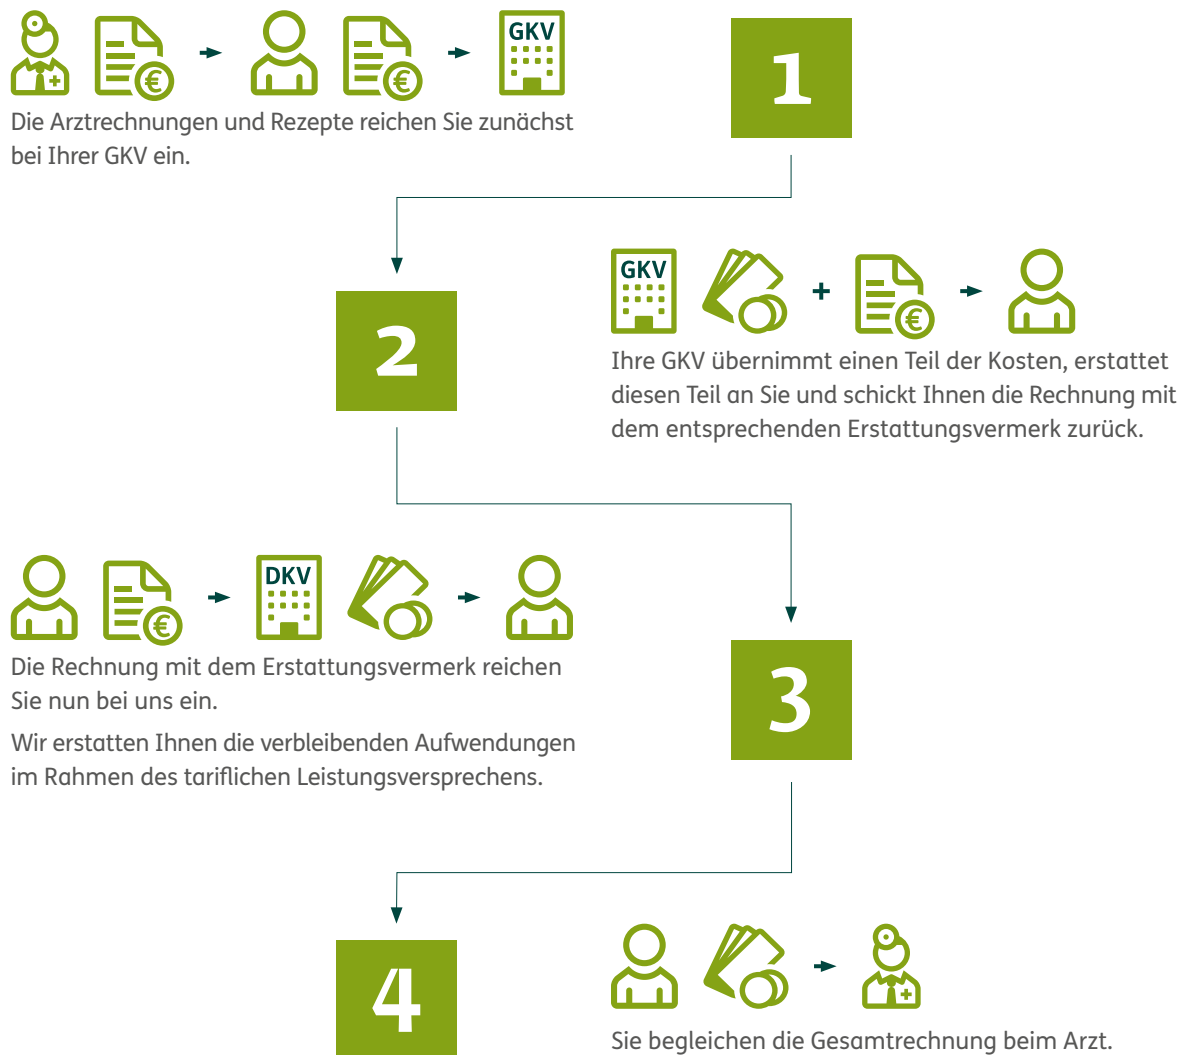 GKV
1
Die Arztrechnungen und Rezepte reichen Sie zunächst
bei Ihrer GKV ein.
2
GKV
+
Ihre GKV übernimmt einen Teil der Kosten, erstattet
diesen Teil an Sie und schickt Ihnen die Rechnung mit
dem entsprechenden Erstattungsvermerk zurück.
DKV
Die Rechnung mit dem Erstattungsvermerk reichen
Sie nun bei uns ein.
Wir erstatten Ihnen die verbleibenden Aufwendungen
im Rahmen des tariflichen Leistungsversprechens.
3
4
Sie begleichen die Gesamtrechnung beim Arzt.